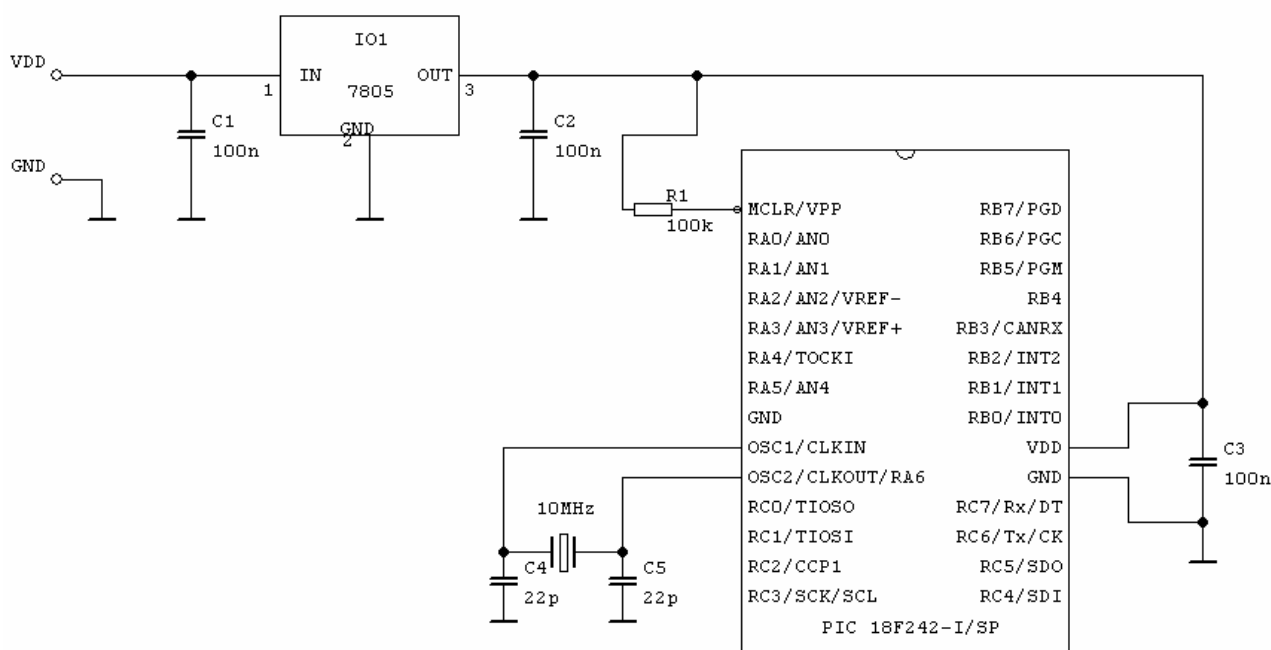 IO1
VDD
IN
OUT
1
7805
3
GND
2
C1
100n
C2
100n
GND
R1
100k
MCLR/VPP
RB7/PGD
RA0/AN0
RB6/PGC
RA1/AN1
RB5/PGM
RA2/AN2/VREF-
RB4
RA3/AN3/VREF+
RB3/CANRX
RA4/TOCKI
RB2/INT2
RA5/AN4
RB1/INT1
GND
RB0/INT0
OSC1/CLKIN
VDD
OSC2/CLKOUT/RA6
GND
C3
100n
RC0/TIOSO
RC7/Rx/DT
10MHz
RC1/TIOSI
RC6/Tx/CK
C4
22p
C5
22p
RC2/CCP1
RC5/SDO
RC3/SCK/SCL
RC4/SDI
PIC 18F242-I/SP